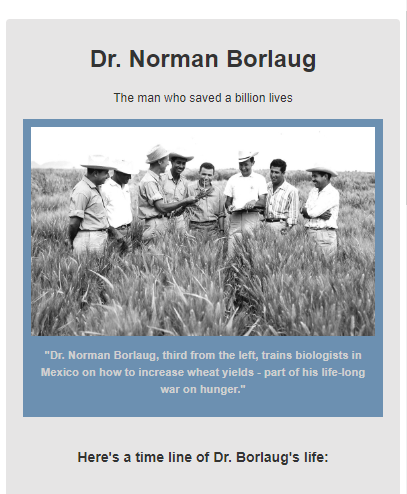 Dr. Norman Borlaug
The man who saved a billion lives
"Dr. Norman Borlaug, third from the left, trains biologists in
Mexico on how to increase wheat yields - part of his life-long
war on hunger."
Here's a time line of Dr. Borlaug's life: